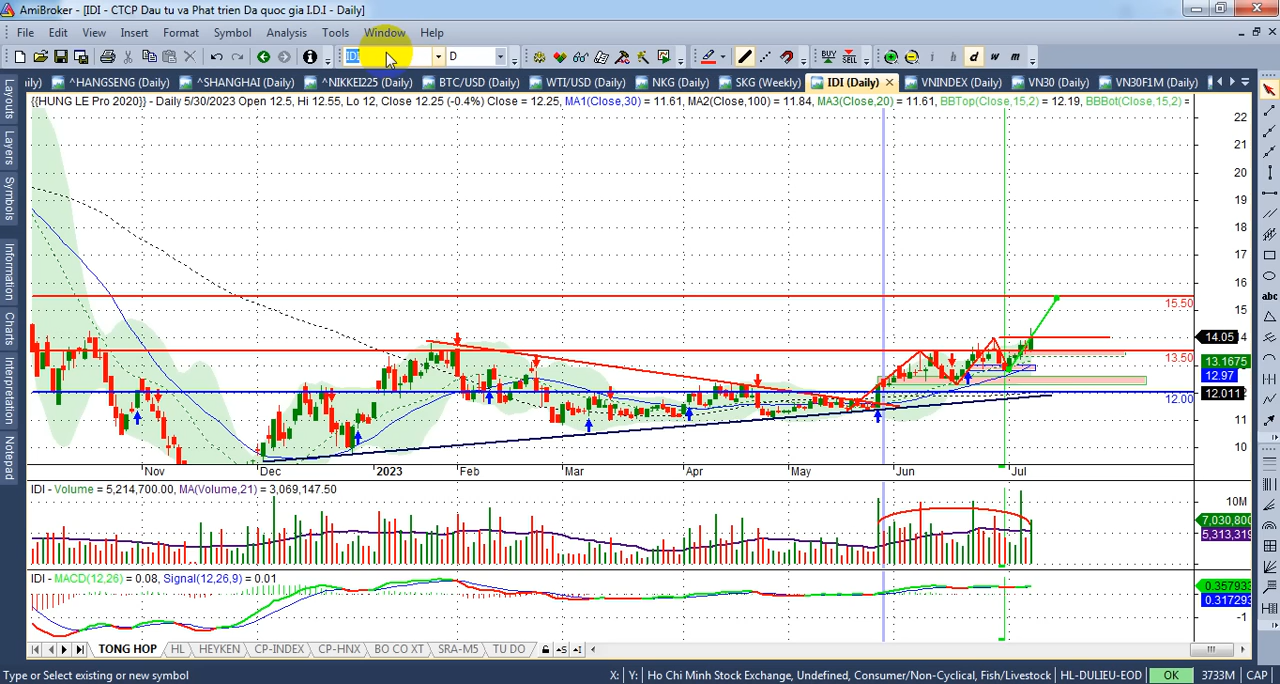 AmiBroker - [IDI - CTCP Dau tu va Phat trien Da quoc gia I.D.I - Daily]
File Edit View Insert Format Symbol Analysis Tools Window Help
IDI D BUY SELL i h d w m
ily) ^HANGSENG (Daily) ^SHANGHAI (Daily) ^NIKKEI225 (Daily) BTC/USD (Daily) WTI/USD (Daily) NKG (Daily) SKG (Weekly) IDI (Daily) VNINDEX (Daily) VN30 (Daily) VN30F1M (Daily)
{{HUNG LE Pro 2020}} - Daily 5/30/2023 Open 12.5, Hi 12.55, Lo 12, Close 12.25 (-0.4%) Close = 12.25, MA1(Close,30) = 11.61, MA2(Close,100) = 11.84, MA3(Close,20) = 11.61, BBTop(Close,15,2) = 12.19, BBBot(Close,15,2) =
Layouts
Layers
Symbols
Information
Charts
Interpretation
Notepad
22
21
20
19
18
17
16
15
15.50
14.05
13.50
13.1675
12.97
12.011
12.00
11
10
Nov Dec 2023 Feb Mar Apr May Jun Jul
abc
IDI - Volume = 5,214,700.00, MA(Volume,21) = 3,069,147.50
10M
7,030,800
5,313,319
IDI - MACD(12,26) = 0.08, Signal(12,26,9) = 0.01
0.357933
0.317293
-1
TONG HOP HL HEYKEN CP-INDEX CP-HNX BO CO XT SRA-M5 TU DO
Type or Select existing or new symbol X: Y: Ho Chi Minh Stock Exchange, Undefined, Consumer/Non-Cyclical, Fish/Livestock HL-DULIEU-EOD OK 3733M CAP